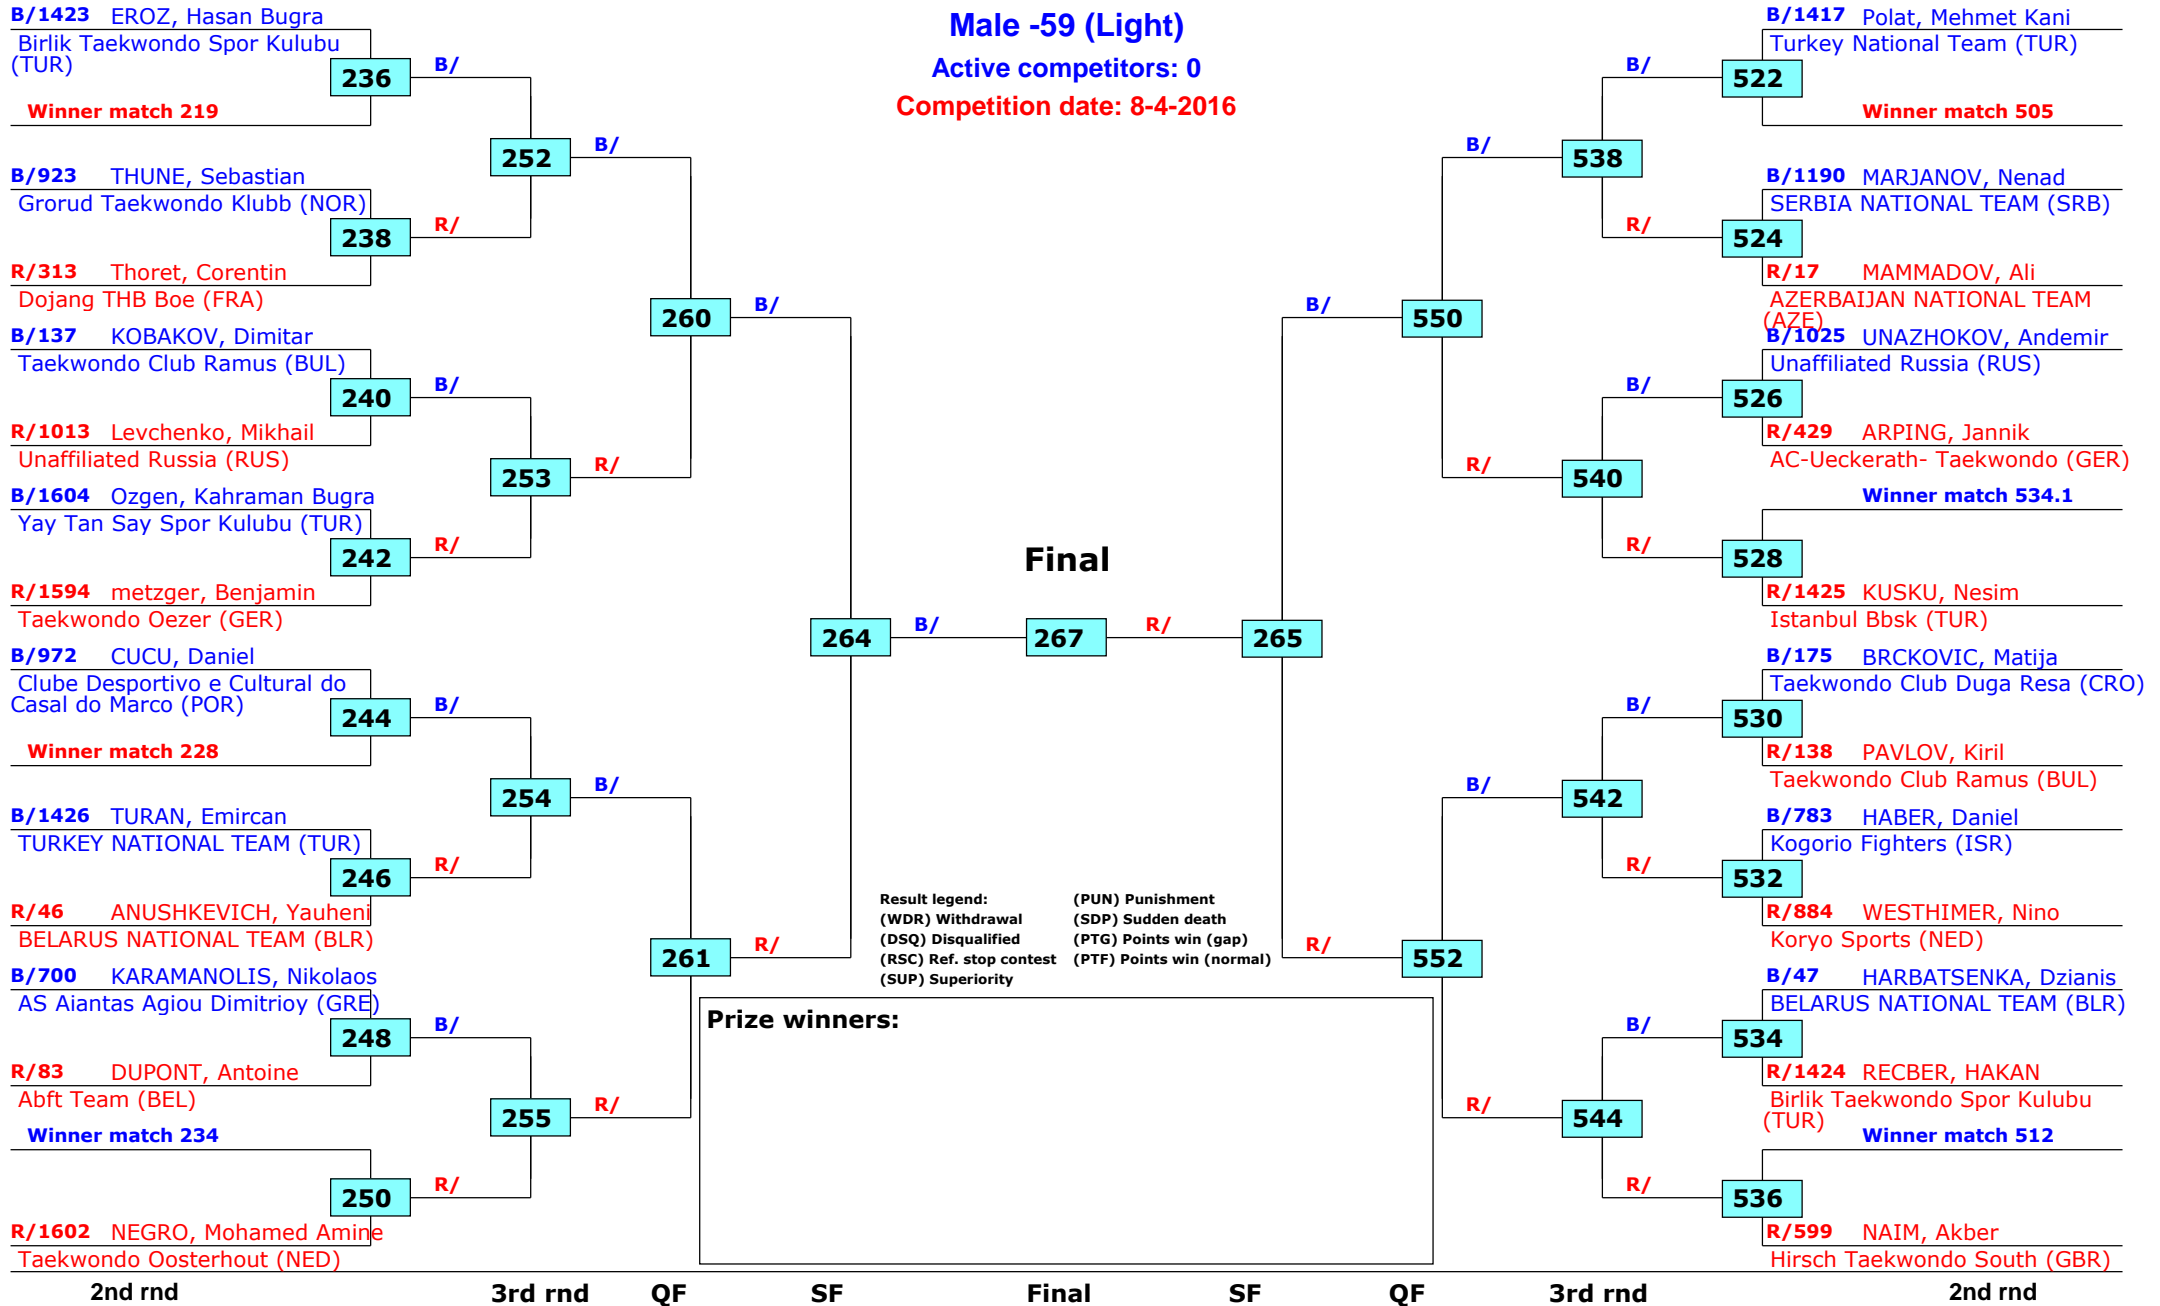 Male -59 (Light)
Active competitors: 0
Competition date: 8-4-2016
B/1423 EROZ, Hasan Bugra
Birlik Taekwondo Spor Kulubu
(TUR)
236
B/
Winner match 219
252
B/
B/923 THUNE, Sebastian
Grorud Taekwondo Klubb (NOR)
238
R/
R/313 Thoret, Corentin
Dojang THB Boe (FRA)
260
B/
B/137 KOBAKOV, Dimitar
Taekwondo Club Ramus (BUL)
240
B/
R/1013 Levchenko, Mikhail
Unaffiliated Russia (RUS)
253
R/
B/1604 Ozgen, Kahraman Bugra
Yay Tan Say Spor Kulubu (TUR)
242
R/
R/1594 metzger, Benjamin
Taekwondo Oezer (GER)
264
B/
B/972 CUCU, Daniel
Clube Desportivo e Cultural do
Casal do Marco (POR)
244
B/
Winner match 228
254
B/
B/1426 TURAN, Emircan
TURKEY NATIONAL TEAM (TUR)
246
R/
R/46 ANUSHKEVICH, Yauheni
BELARUS NATIONAL TEAM (BLR)
261
R/
B/700 KARAMANOLIS, Nikolaos
AS Aiantas Agiou Dimitrioy (GRE)
248
B/
R/83 DUPONT, Antoine
Abft Team (BEL)
255
R/
Winner match 234
250
R/
R/1602 NEGRO, Mohamed Amine
Taekwondo Oosterhout (NED)
Final
267
R/
265
B/1417 Polat, Mehmet Kani
Turkey National Team (TUR)
B/
522
Winner match 505
B/
538
B/1190 MARJANOV, Nenad
SERBIA NATIONAL TEAM (SRB)
R/
524
R/17 MAMMADOV, Ali
AZERBAIJAN NATIONAL TEAM
(AZE)
B/
550
B/1025 UNAZHOKOV, Andemir
Unaffiliated Russia (RUS)
B/
526
R/429 ARPING, Jannik
AC-Ueckerath- Taekwondo (GER)
R/
540
Winner match 534.1
R/
528
R/1425 KUSKU, Nesim
Istanbul Bbsk (TUR)
B/175 BRCKOVIC, Matija
Taekwondo Club Duga Resa (CRO)
B/
530
R/138 PAVLOV, Kiril
Taekwondo Club Ramus (BUL)
B/
542
B/783 HABER, Daniel
Kogorio Fighters (ISR)
R/
532
R/884 WESTHIMER, Nino
Koryo Sports (NED)
R/
552
B/47 HARBATSENKA, Dzianis
BELARUS NATIONAL TEAM (BLR)
B/
534
R/1424 RECBER, HAKAN
Birlik Taekwondo Spor Kulubu
(TUR)
R/
544
Winner match 512
R/
536
R/599 NAIM, Akber
Hirsch Taekwondo South (GBR)
Result legend: (PUN) Punishment
(WDR) Withdrawal (SDP) Sudden death
(DSQ) Disqualified (PTG) Points win (gap)
(RSC) Ref. stop contest (PTF) Points win (normal)
(SUP) Superiority
Prize winners:
2nd rnd 3rd rnd QF SF Final SF QF 3rd rnd 2nd rnd